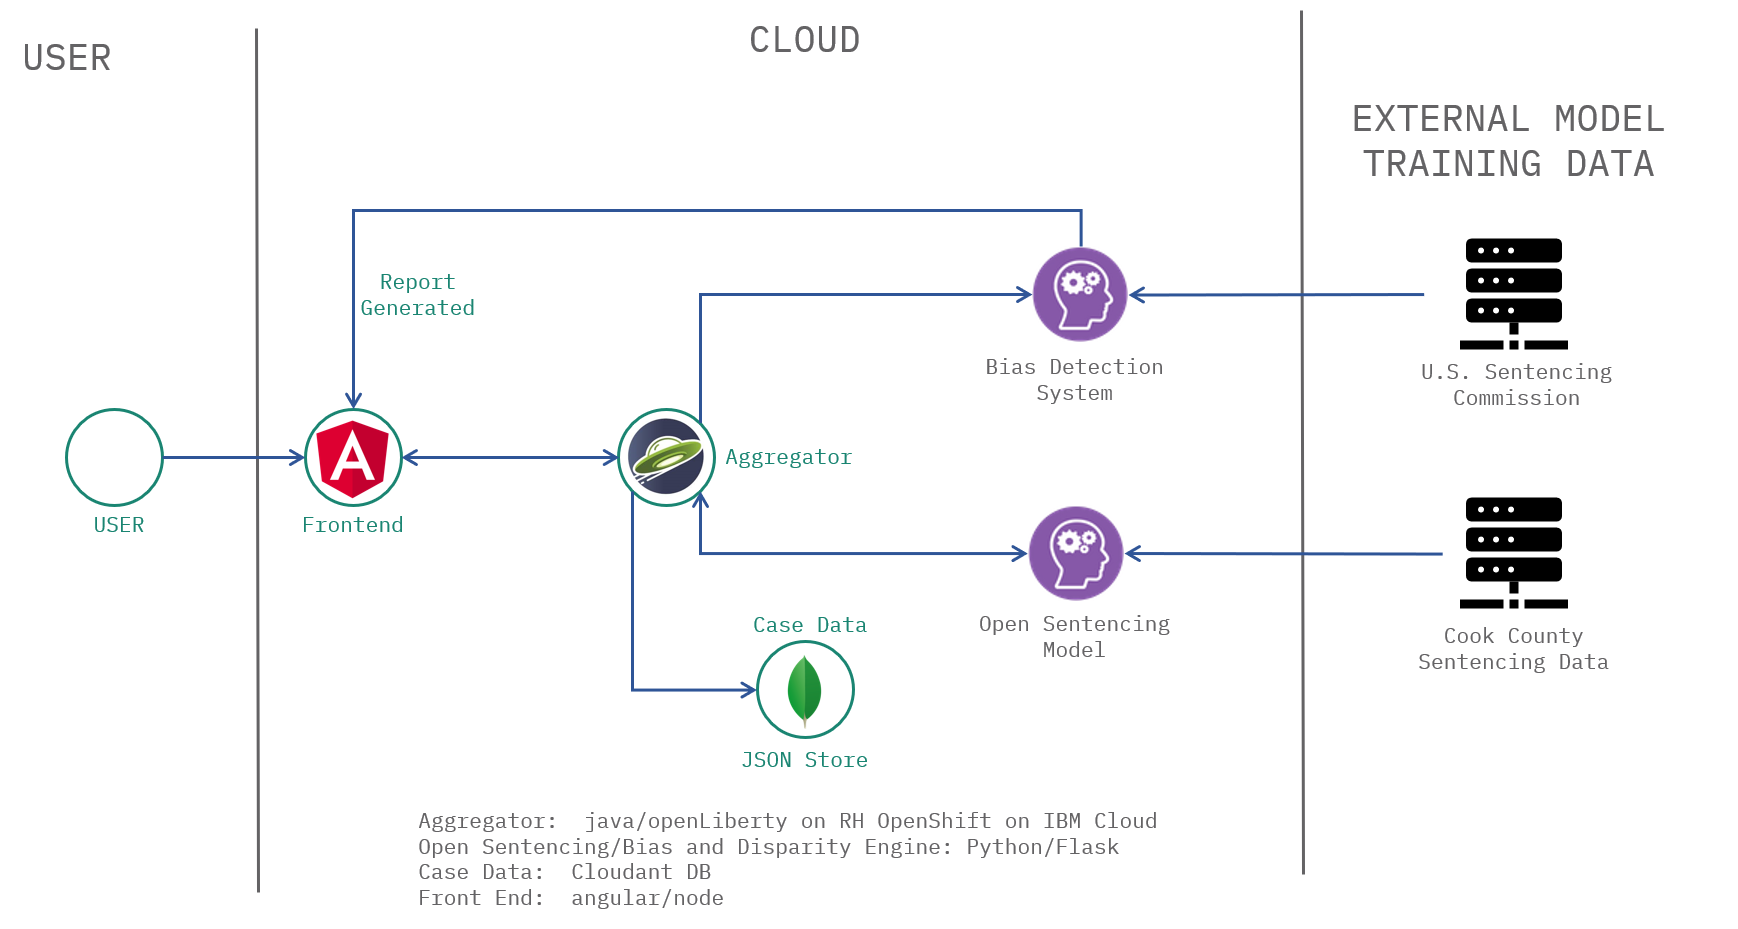 USER
CLOUD
EXTERNAL MODEL
TRAINING DATA
Report
Generated
Bias Detection
System
U.S. Sentencing
Commission
Aggregator
USER
Frontend
Case Data
Open Sentencing
Model
Cook County
Sentencing Data
JSON Store
Aggregator:  java/openLiberty on RH OpenShift on IBM Cloud
Open Sentencing/Bias and Disparity Engine: Python/Flask
Case Data:  Cloudant DB
Front End:  angular/node